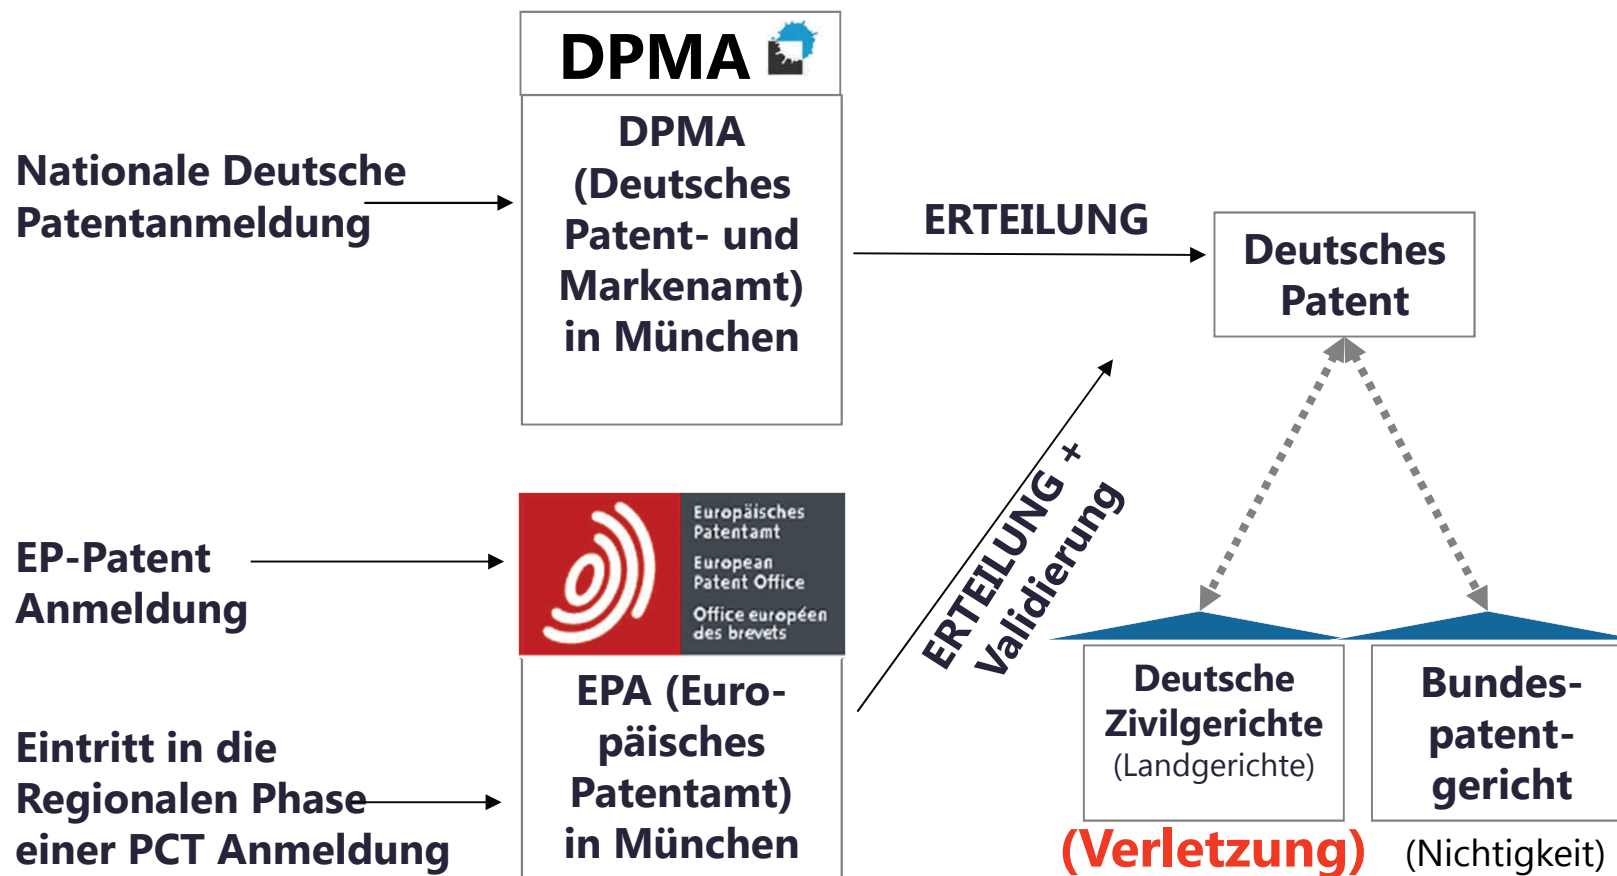 DPMA
DPMA
(Deutsches
Patent- und
Markenamt)
in München
Nationale Deutsche
Patentanmeldung
ERTEILUNG
Deutsches
Patent
EP-Patent
Anmeldung
Europäisches
Patentamt
European
Patent Office
Office européen
des brevets
ERTEILUNG +
Validierung
Eintritt in die
Regionalen Phase
einer PCT Anmeldung
EPA (Euro-
päisches
Patentamt)
in München
Deutsche
Zivilgerichte
(Landgerichte)
(Verletzung)
Bundes-
patent-
gericht
(Nichtigkeit)